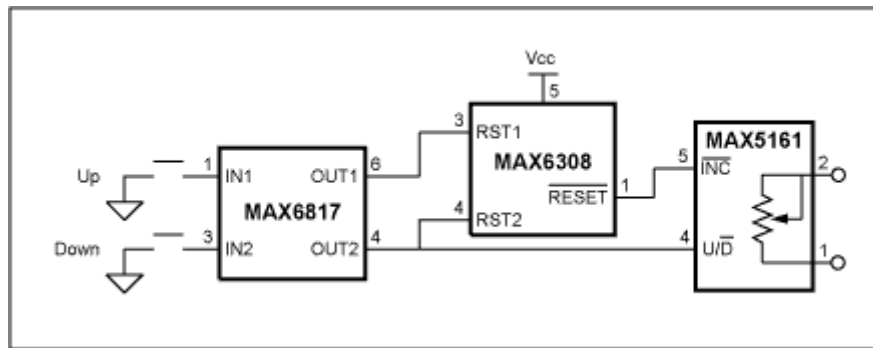 Vcc
5
MAX5161
3 RST1
MAX6308
5 INC
2
Up
1 IN1
OUT1 6
MAX6817
RESET 1
4 RST2
Down
3 IN2
OUT2 4
4 U/D
1